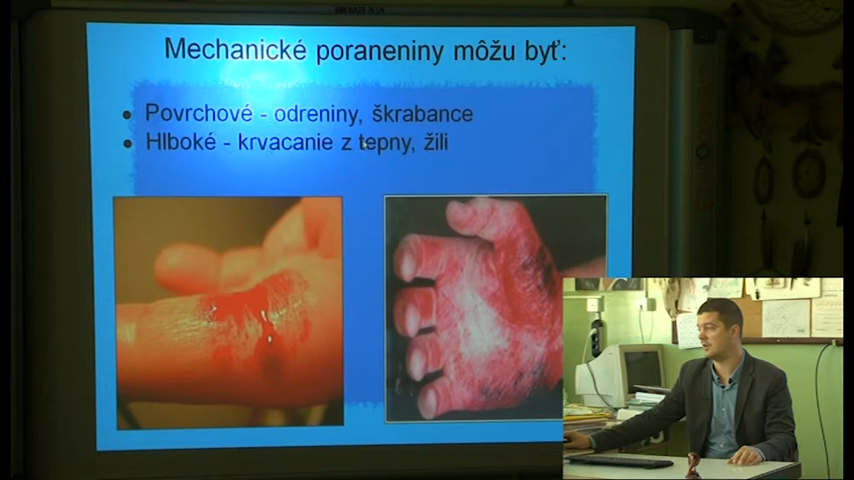 Mechanické poraneniny môžu byť:
• Povrchové - odreniny, škrabance
• Hlboké - krvacanie z tepny, žili